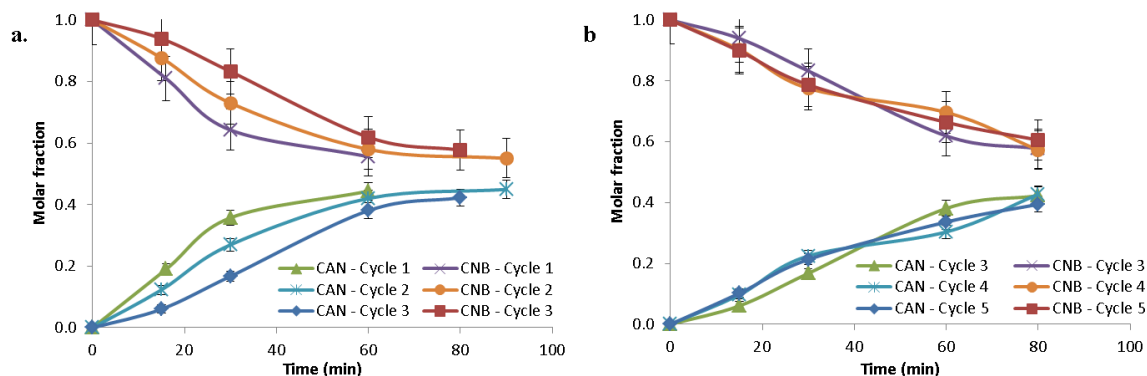 a.
1.0
0.8
0.6
0.4
0.2
0.0
Molar fraction
CAN - Cycle 1
CNB - Cycle 1
CAN - Cycle 2
CNB - Cycle 2
CAN - Cycle 3
CNB - Cycle 3
0 20 40 60 80 100
Time (min)
b
1.0
0.8
0.6
0.4
0.2
0.0
Molar fraction
CAN - Cycle 3
CNB - Cycle 3
CAN - Cycle 4
CNB - Cycle 4
CAN - Cycle 5
CNB - Cycle 5
0 20 40 60 80 100
Time (min)